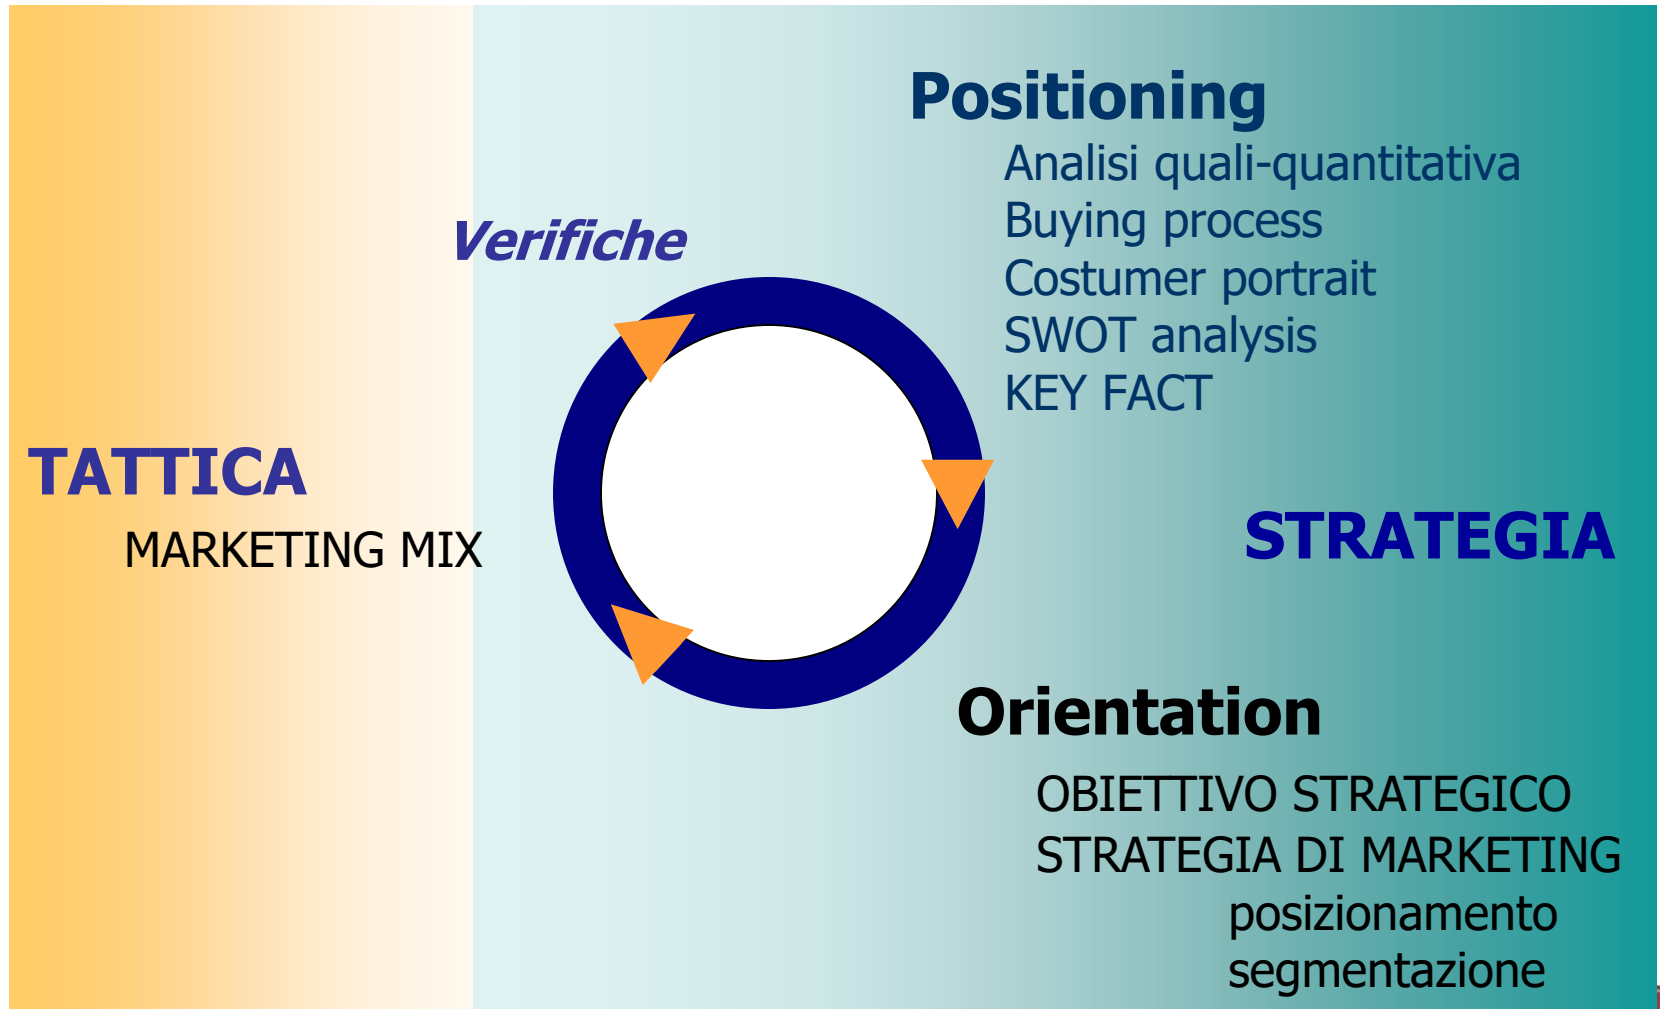 Positioning
Analisi quali-quantitativa
Buying process
Costumer portrait
SWOT analysis
KEY FACT
Verifiche
TATTICA
MARKETING MIX
STRATEGIA
Orientation
OBIETTIVO STRATEGICO
STRATEGIA DI MARKETING
posizionamento
segmentazione